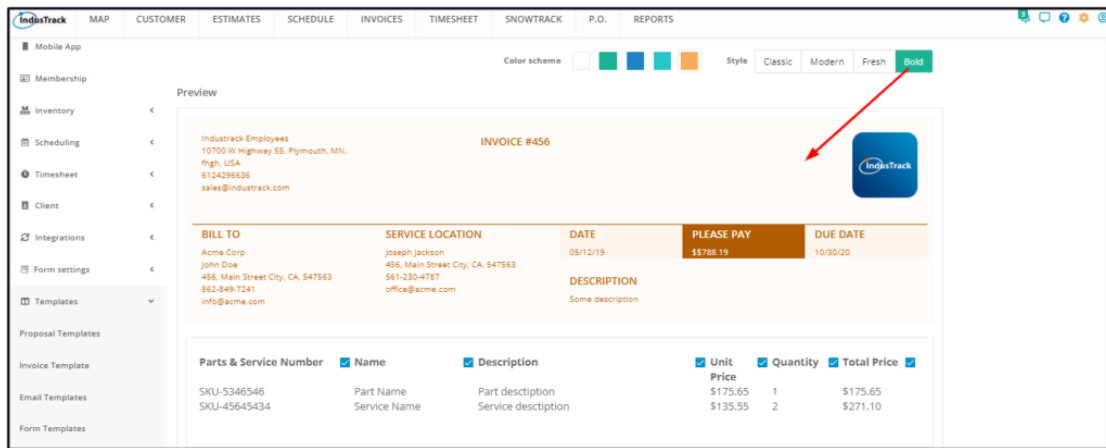 IndusTrack MAP CUSTOMER ESTIMATES SCHEDULE INVOICES TIMESHEET SNOWTRACK P.O. REPORTS 3
Mobile App
Membership
Inventory
Scheduling
Timesheet
Client
Integrations
Form settings
Templates
Proposal Templates
Invoice Template
Email Templates
Form Templates
Color scheme Style Classic Modern Fresh Bold
Preview
Industrack Employees
10700 W Highway 55, Plymouth, MN,
fhgh, USA
6124296636
sales@industrack.com
INVOICE #456
IndusTrack
BILL TO
Acme Corp
John Doe
456, Main Street City, CA, 547563
862-849-7241
info@acme.com
SERVICE LOCATION
Joseph Jackson
456, Main Street City, CA, 547563
561-230-4787
office@acme.com
DATE
05/12/19
PLEASE PAY
$$788.19
DUE DATE
10/30/20
DESCRIPTION
Some description
Parts & Service Number Name Description Unit Price Quantity Total Price
SKU-5346546 Part Name Part desctiption $175.65 1 $175.65
SKU-45645434 Service Name Service desctiption $135.55 2 $271.10